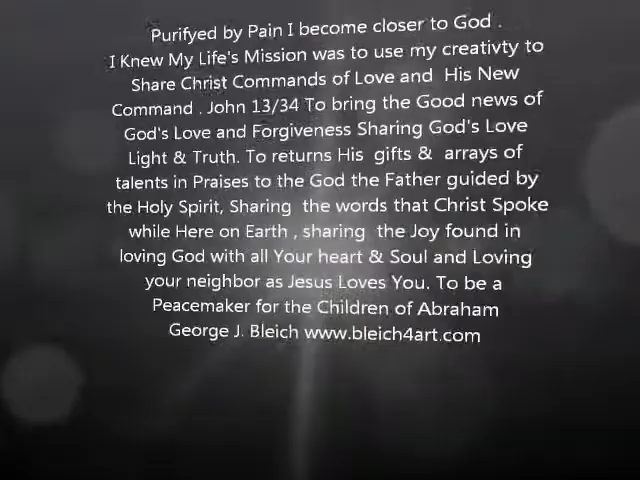 Purifyed by Pain I become closer to God .
I Knew My Life's Mission was to use my creativty to
Share Christ Commands of Love and His New
Command . John 13/34 To bring the Good news of
God's Love and Forgiveness Sharing God's Love
Light & Truth. To returns His gifts & arrays of
talents in Praises to the God the Father guided by
the Holy Spirit, Sharing the words that Christ Spoke
while Here on Earth , sharing the Joy found in
loving God with all Your heart & Soul and Loving
your neighbor as Jesus Loves You. To be a
Peacemaker for the Children of Abraham
George J. Bleich www.bleich4art.com